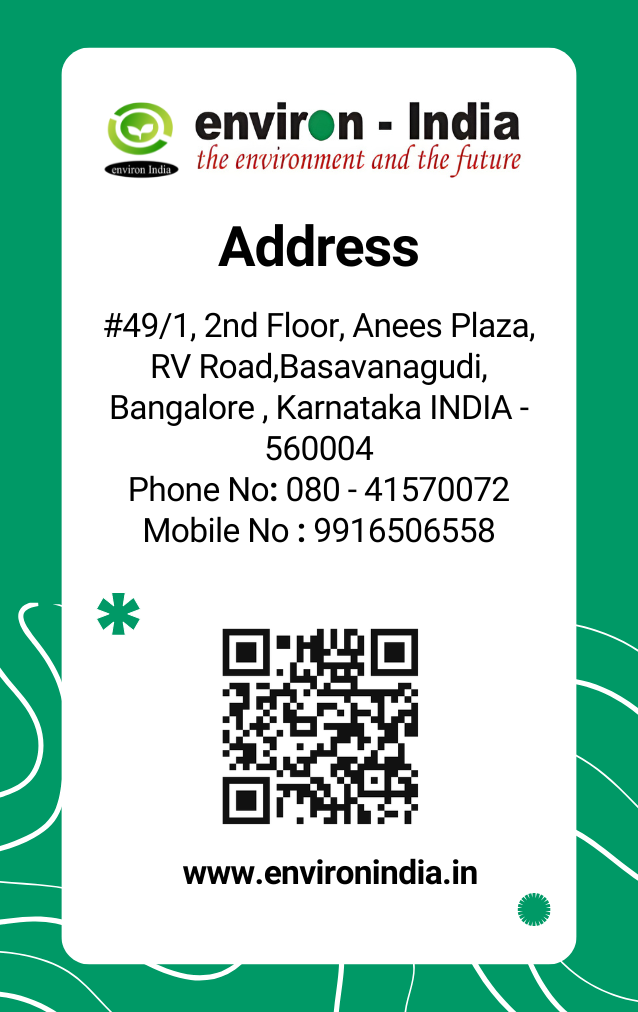 environ - India
the environment and the future
environ India
Address
#49/1, 2nd Floor, Anees Plaza,
RV Road,Basavanagudi,
Bangalore , Karnataka INDIA -
560004
Phone No: 080 - 41570072
Mobile No : 9916506558
www.environindia.in